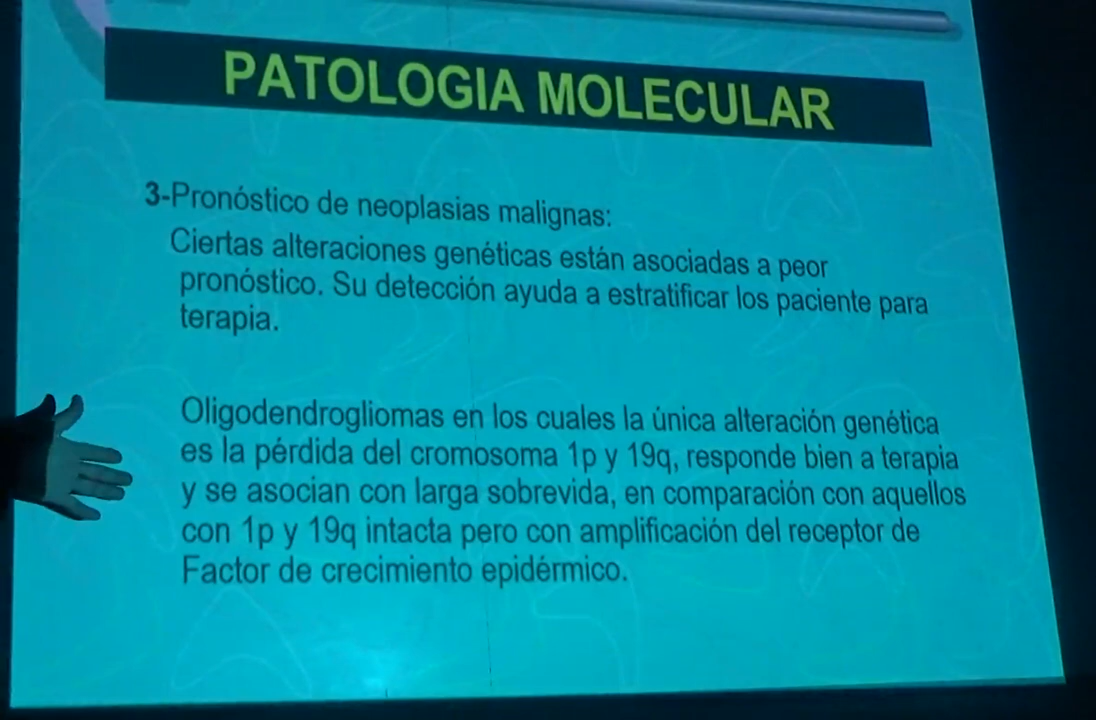 PATOLOGIA MOLECULAR
3-Pronóstico de neoplasias malignas:
Ciertas alteraciones genéticas están asociadas a peor
pronóstico. Su detección ayuda a estratificar los paciente para
terapia.
Oligodendrogliomas en los cuales la única alteración genética
es la pérdida del cromosoma 1p y 19q, responde bien a terapia
y se asocian con larga sobrevida, en comparación con aquellos
con 1p y 19q intacta pero con amplificación del receptor de
Factor de crecimiento epidérmico.